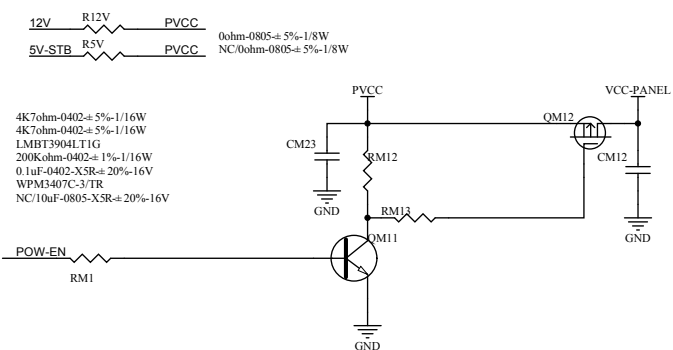 12V R12V PVCC
0ohm-0805-±5%-1/8W
5V-STB R5V PVCC
NC/0ohm-0805-±5%-1/8W
PVCC
VCC-PANEL
4K7ohm-0402-±5%-1/16W
4K7ohm-0402-±5%-1/16W
LMBT3904LT1G
200Kohm-0402-±1%-1/16W
0.1uF-0402-X5R-±20%-16V
WPM3407C-3/TR
NC/10uF-0805-X5R-±20%-16V
QM12
CM23
RM12
CM12
GND
RM13
GND
QM11
POW-EN
RM1
GND